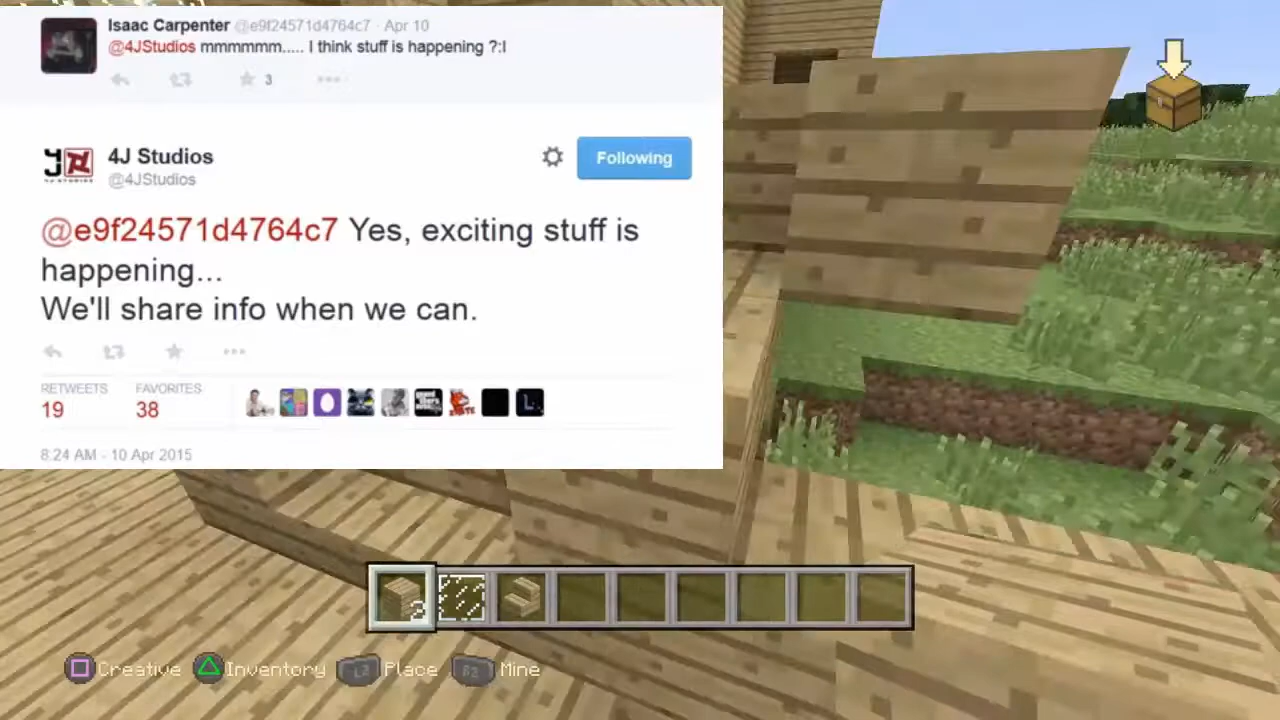 Isaac Carpenter @e9f24571d4764c7 · Apr 10
@4JStudios mmmmmm..... I think stuff is happening ?:I
3
4J Studios
@4JStudios
Following
@e9f24571d4764c7 Yes, exciting stuff is
happening...
We'll share info when we can.
RETWEETS FAVORITES
19 38
8:24 AM - 10 Apr 2015
2
Creative Inventory L2 Place R2 Mine